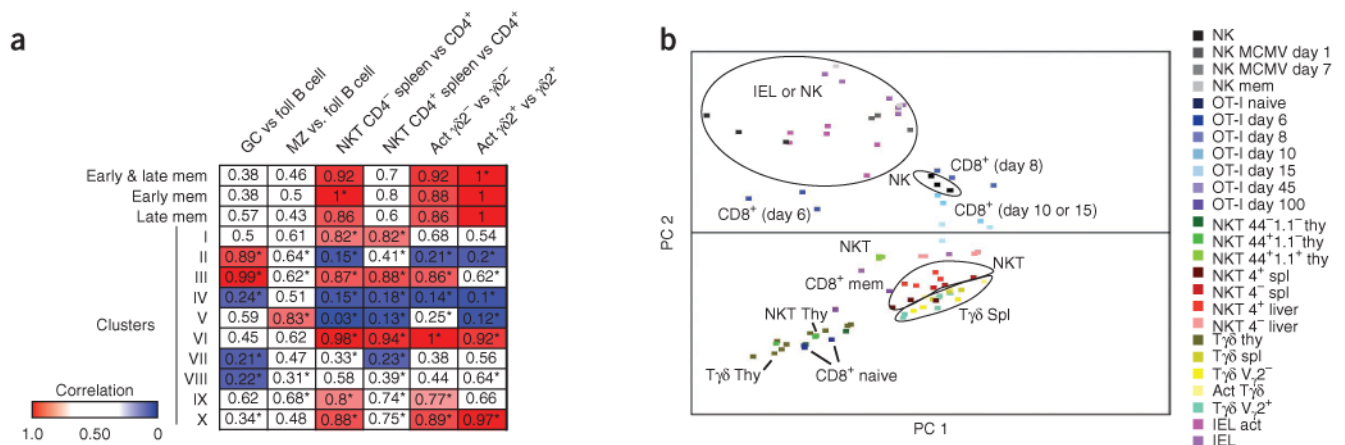 a
GC vs foll B cell
MZ vs. foll B cell
NKT CD4⁻ spleen vs CD4⁺
NKT CD4⁺ spleen vs CD4⁺
Act γδ2⁻ vs γδ2⁻
Act γδ2⁺ vs γδ2⁺
Early & late mem 0.38 0.46 0.92 0.7 0.92 1*
Early mem 0.38 0.5 1* 0.8 0.88 1
Late mem 0.57 0.43 0.86 0.6 0.86 1
I 0.5 0.61 0.82* 0.82* 0.68 0.54
II 0.89* 0.64* 0.15* 0.41* 0.21* 0.2*
III 0.99* 0.62* 0.87* 0.88* 0.86* 0.62*
IV 0.24* 0.51 0.15* 0.18* 0.14* 0.1*
V 0.59 0.83* 0.03* 0.13* 0.25* 0.12*
VI 0.45 0.62 0.98* 0.94* 1* 0.92*
VII 0.21* 0.47 0.33* 0.23* 0.38 0.56
VIII 0.22* 0.31* 0.58 0.39* 0.44 0.64*
IX 0.62 0.68* 0.8* 0.74* 0.77* 0.66
X 0.34* 0.48 0.88* 0.75* 0.89* 0.97*
Clusters
Correlation
1.0 0.50 0
b
PC 2
PC 1
IEL or NK
CD8⁺ (day 8)
NK
CD8⁺ (day 6)
CD8⁺ (day 10 or 15)
NKT
NKT
CD8⁺ mem
Tγδ Spl
NKT Thy
Tγδ Thy
CD8⁺ naive
NK
NK MCMV day 1
NK MCMV day 7
NK mem
OT-I naive
OT-I day 6
OT-I day 8
OT-I day 10
OT-I day 15
OT-I day 45
OT-I day 100
NKT 44⁻1.1⁻ thy
NKT 44⁺1.1⁻thy
NKT 44⁺1.1⁺ thy
NKT 4⁺ spl
NKT 4⁻ spl
NKT 4⁺ liver
NKT 4⁻ liver
Tγδ thy
Tγδ spl
Tγδ Vγ2⁻
Act Tγδ
Tγδ Vγ2⁺
IEL act
IEL